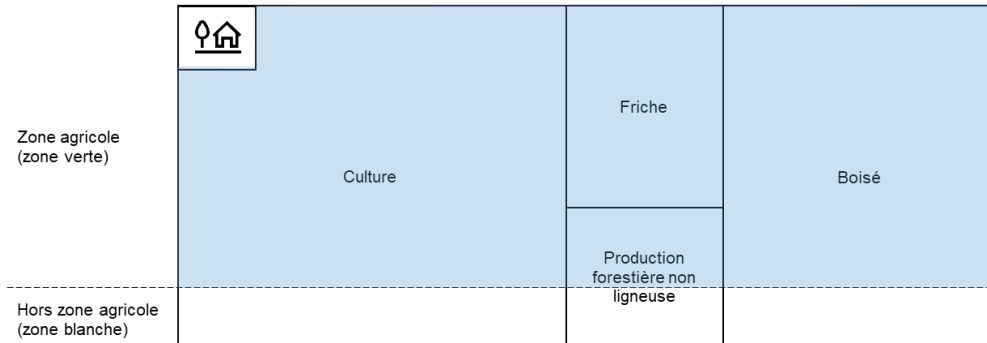 Friche
Zone agricole
(zone verte)
Culture
Boisé
Production
forestière non
ligneuse
Hors zone agricole
(zone blanche)